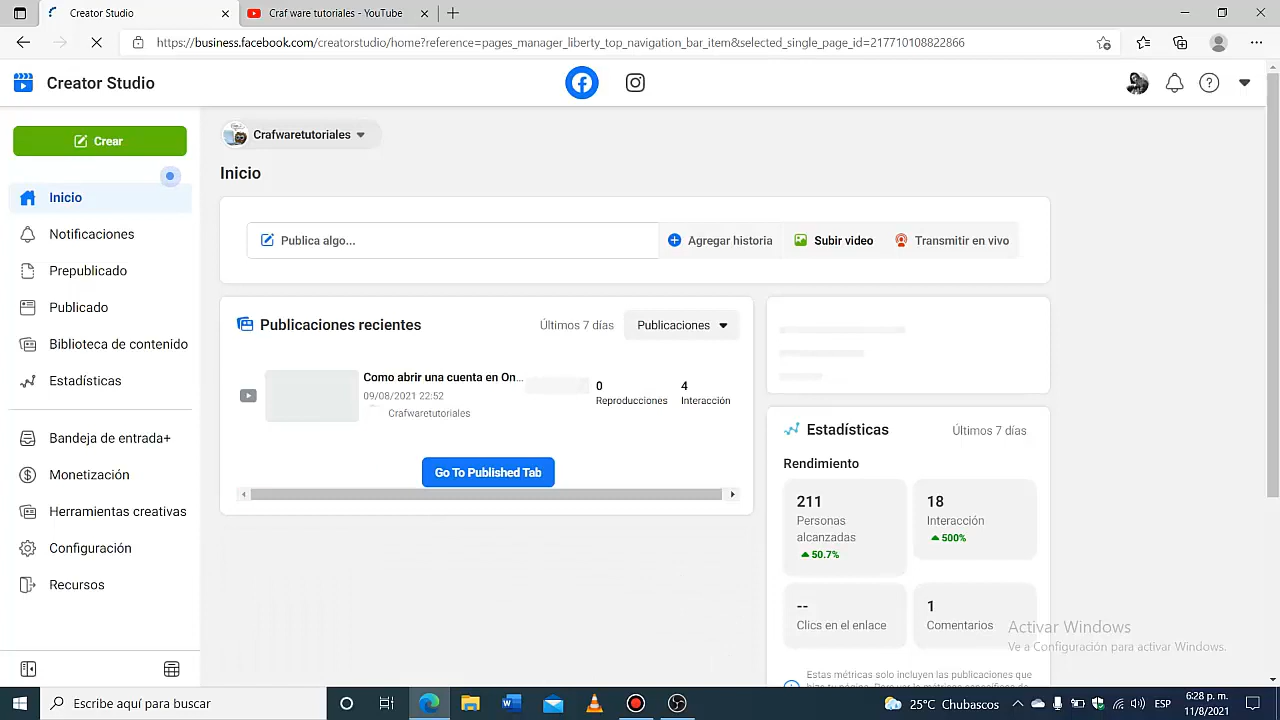 Creator Studio
Craf ware tutoriales - YouTube
https://business.facebook.com/creatorstudio/home?reference=pages_manager_liberty_top_navigation_bar_item&selected_single_page_id=217710108822866
Creator Studio
Crear
Inicio
Notificaciones
Prepublicado
Publicado
Biblioteca de contenido
Estadísticas
Bandeja de entrada+
Monetización
Herramientas creativas
Configuración
Recursos
Crafwaretutoriales
Inicio
Publica algo...
Agregar historia
Subir video
Transmitir en vivo
Publicaciones recientes
Últimos 7 días
Publicaciones
Como abrir una cuenta en On...
09/08/2021 22:52
Crafwaretutoriales
0
Reproducciones
4
Interacción
Go To Published Tab
Estadísticas
Últimos 7 días
Rendimiento
211
Personas
alcanzadas
50.7%
18
Interacción
500%
--
Clics en el enlace
1
Comentarios
Estas métricas solo incluyen las publicaciones que
Activar Windows
Ve a Configuración para activar Windows.
Escribe aquí para buscar
25°C Chubascos
ESP
6:28 p. m.
11/8/2021